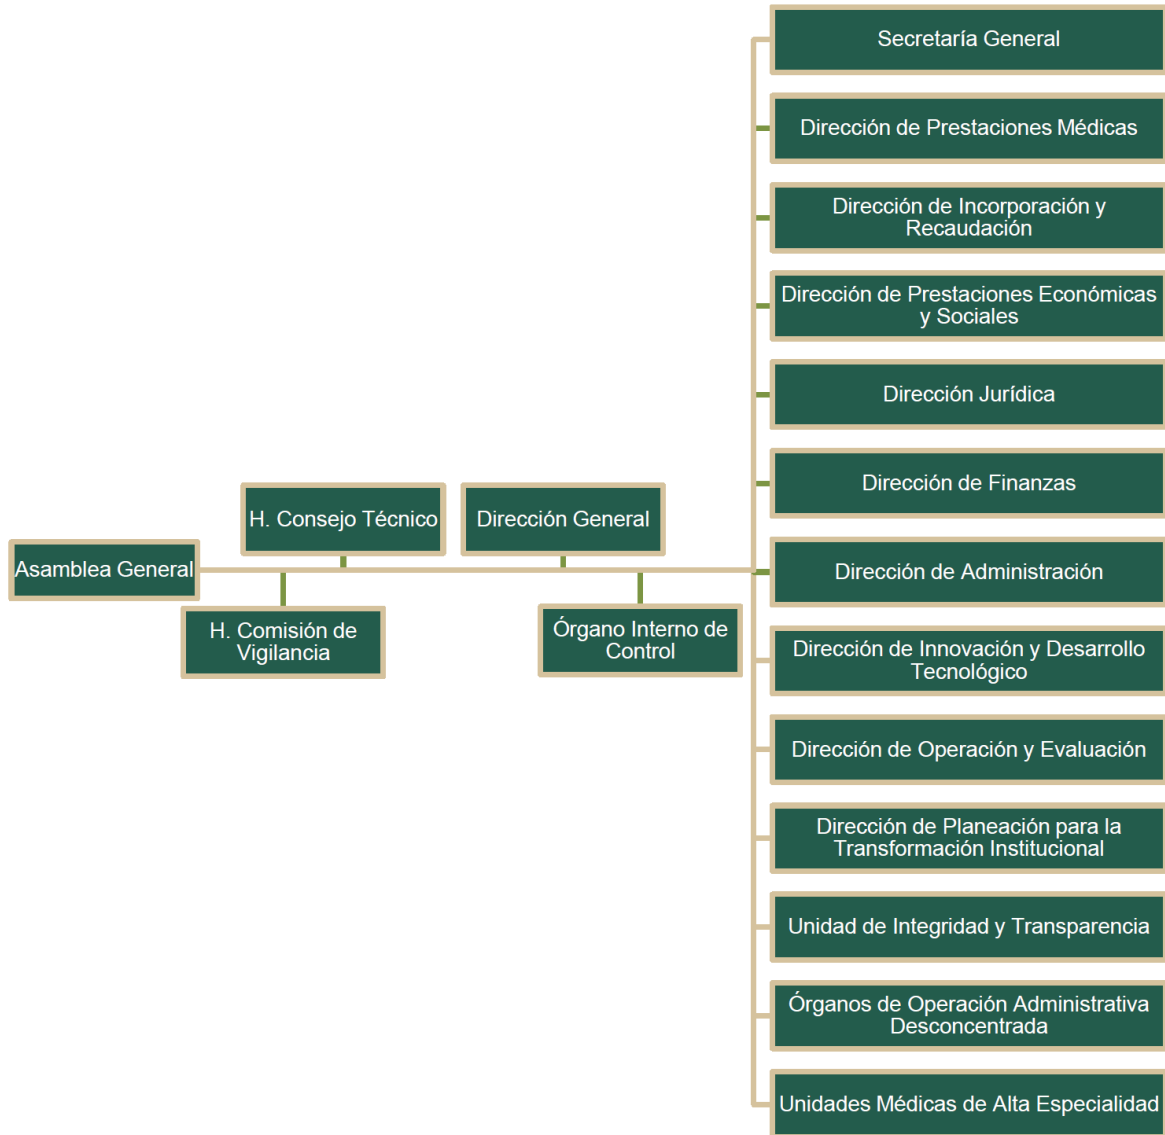 Secretaría General
Dirección de Prestaciones Médicas
Dirección de Incorporación y
Recaudación
Dirección de Prestaciones Económicas
y Sociales
Dirección Jurídica
Dirección de Finanzas
H. Consejo Técnico
Dirección General
Asamblea General
H. Comisión de
Vigilancia
Órgano Interno de
Control
Dirección de Administración
Dirección de Innovación y Desarrollo
Tecnológico
Dirección de Operación y Evaluación
Dirección de Planeación para la
Transformación Institucional
Unidad de Integridad y Transparencia
Órganos de Operación Administrativa
Desconcentrada
Unidades Médicas de Alta Especialidad